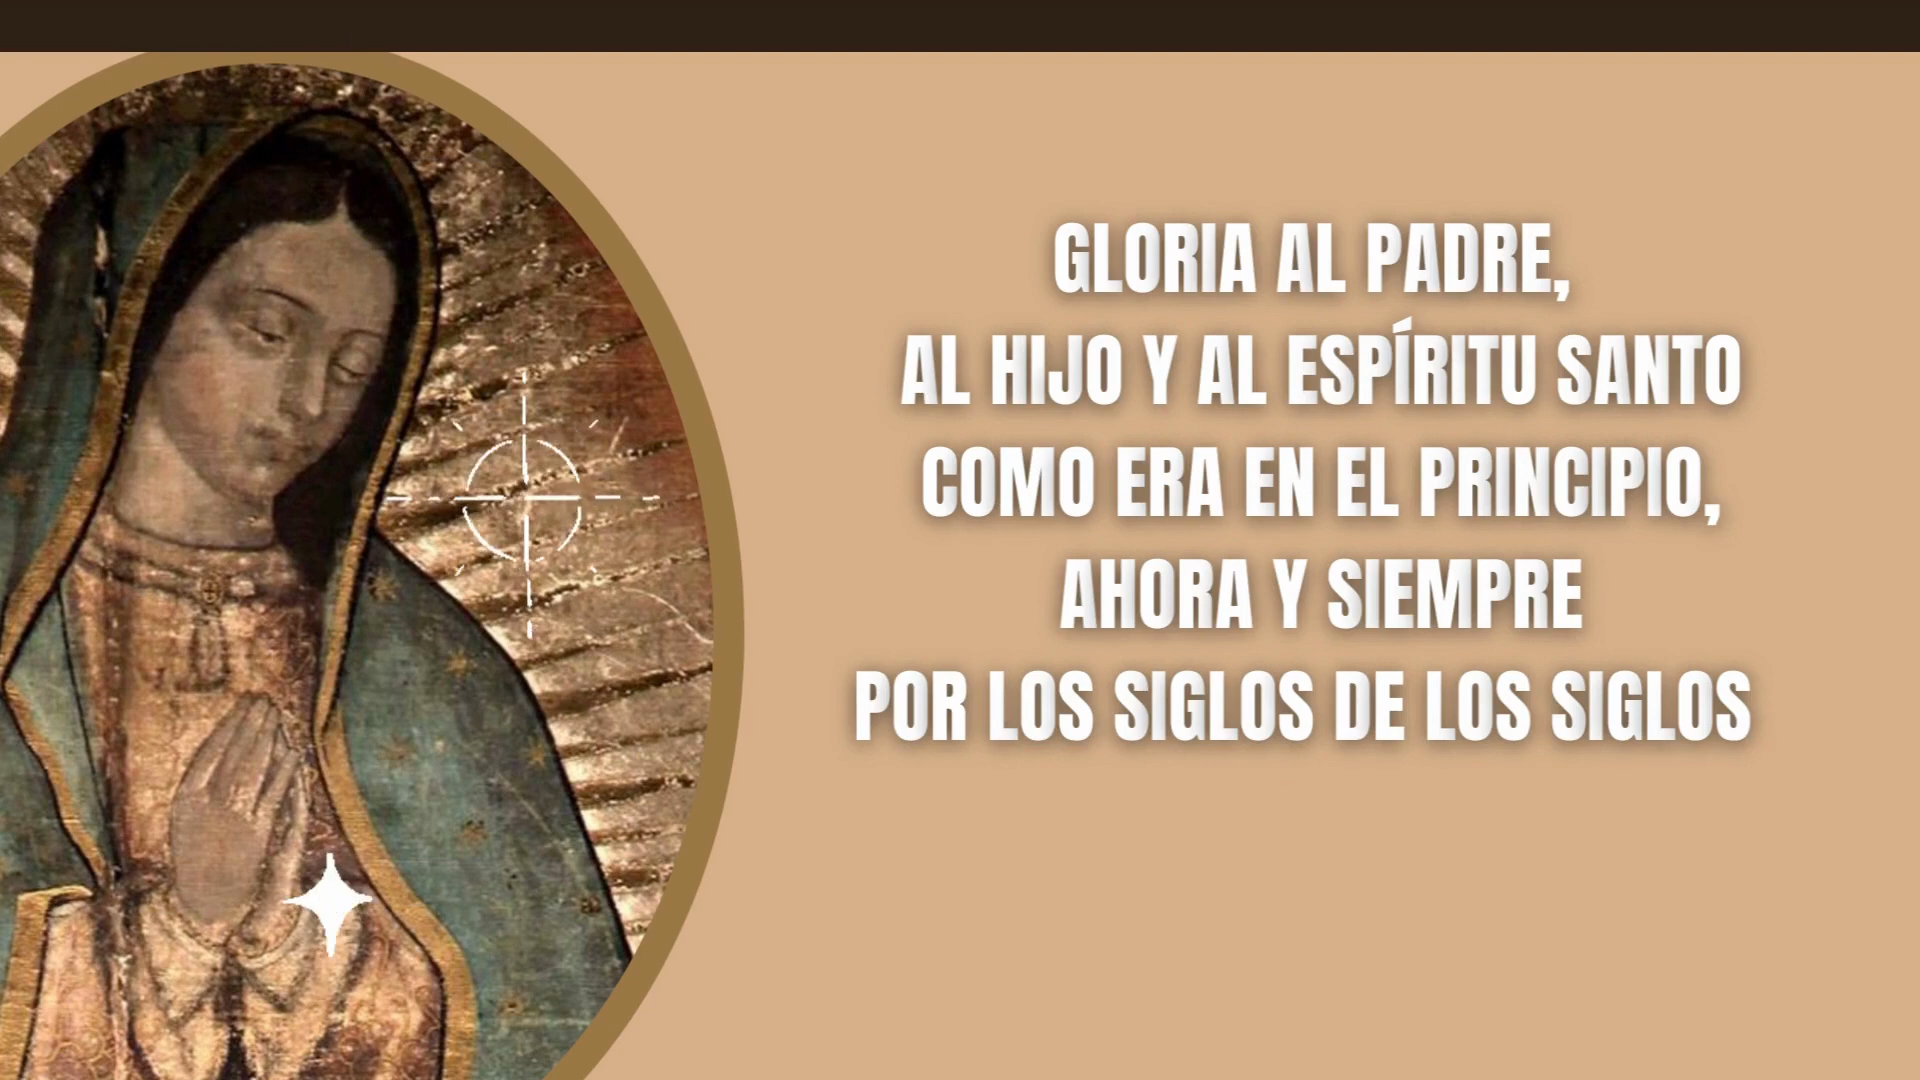 GLORIA AL PADRE,
AL HIJO Y AL ESPÍRITU SANTO
COMO ERA EN EL PRINCIPIO,
AHORA Y SIEMPRE
POR LOS SIGLOS DE LOS SIGLOS